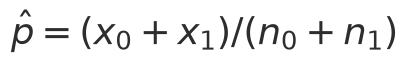 p̂ = (x₀ + x₁)/(n₀ + n₁)